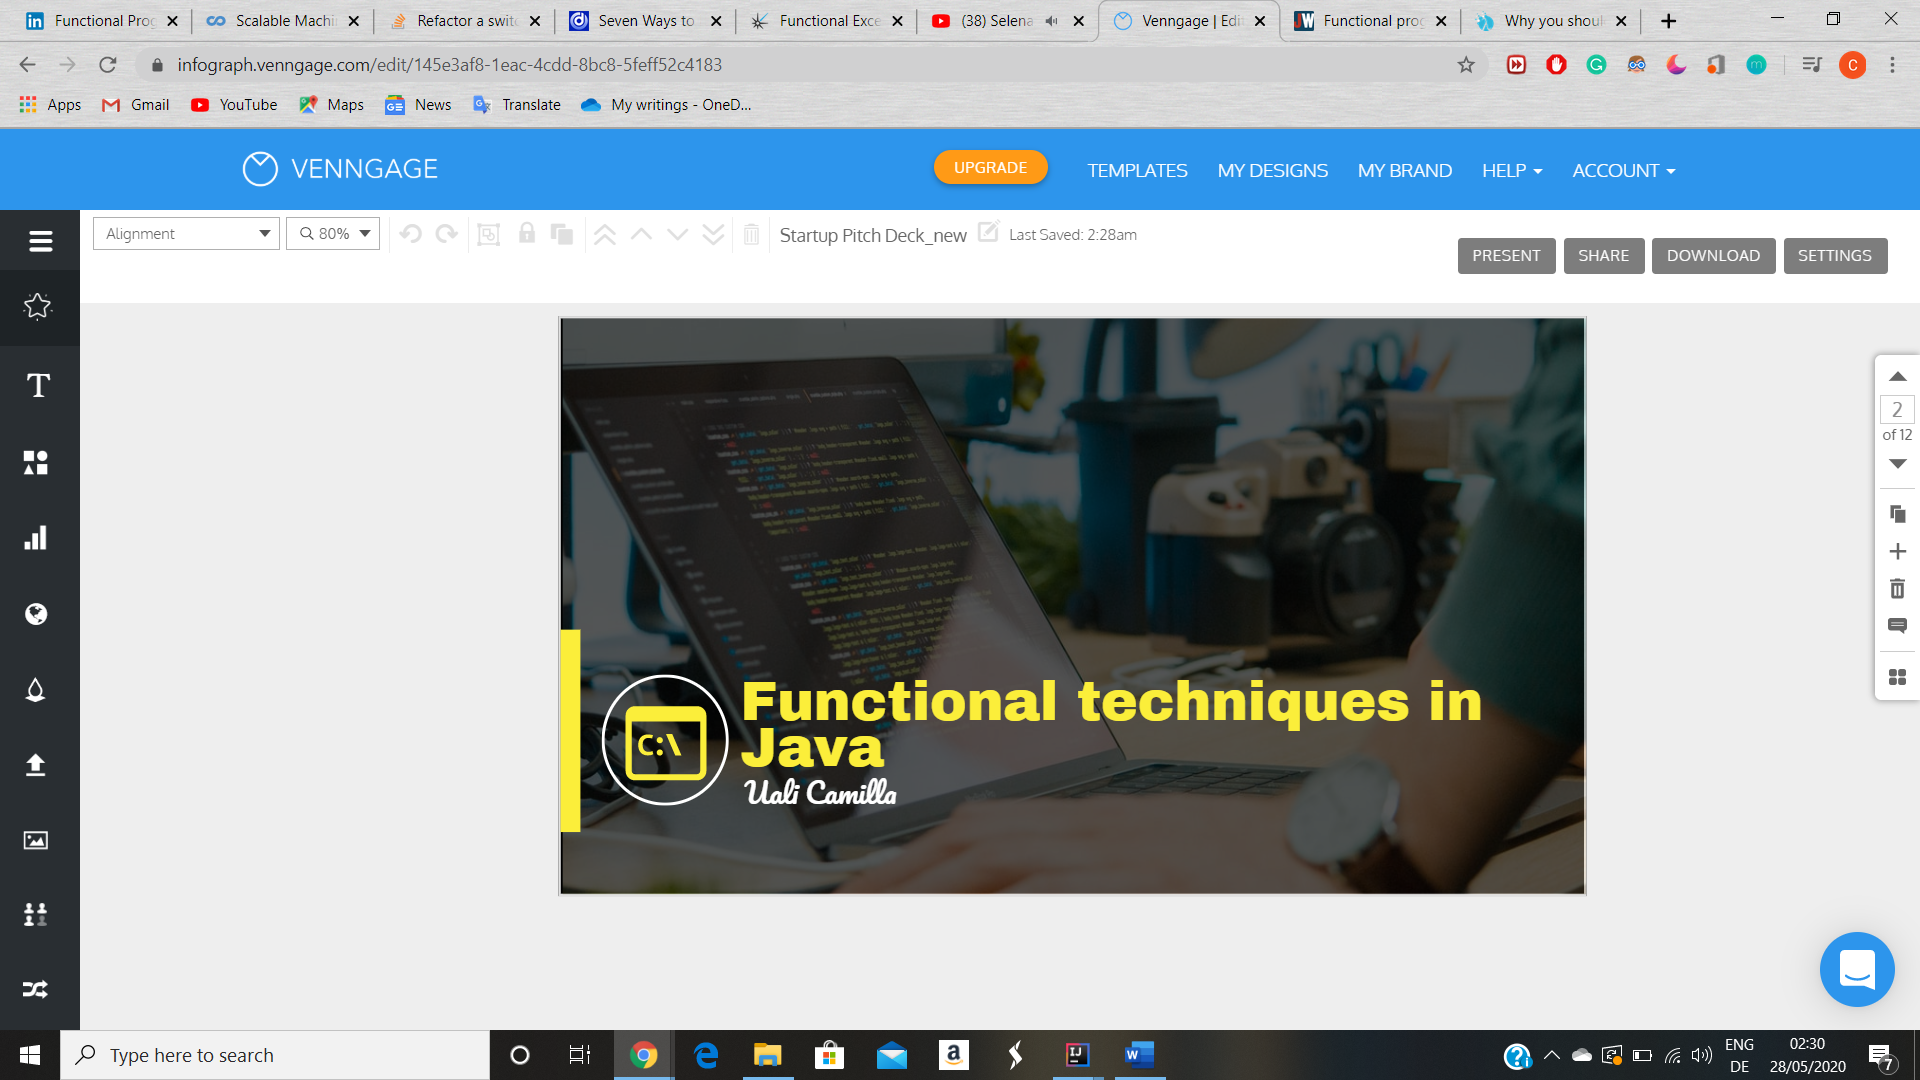 Functional Prog
Scalable Machi
Refactor a swit
Seven Ways to
Functional Exce
(38) Selena
Venngage | Edi
Functional prog
Why you shoul
infograph.venngage.com/edit/145e3af8-1eac-4cdd-8bc8-5feff52c4183
Apps
Gmail
YouTube
Maps
News
Translate
My writings - OneD...
VENNGAGE
UPGRADE
TEMPLATES
MY DESIGNS
MY BRAND
HELP
ACCOUNT
Alignment
80%
Startup Pitch Deck_new
Last Saved: 2:28am
PRESENT
SHARE
DOWNLOAD
SETTINGS
2
of 12
C:\
Functional techniques in
Java
Uali Camilla
Type here to search
ENG
DE
02:30
28/05/2020
7